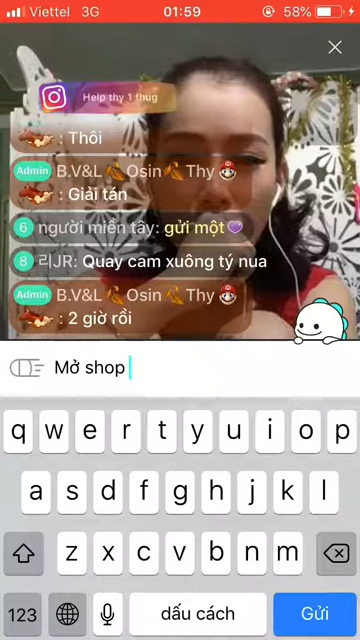 Viettel 3G 01:59 58%
Help thy 1 thug
: Thôi
Admin B.V&L Osin Thy
: Giải tán
6 người miền tây: gửi một💜
8 리JR: Quay cam xuông tý nua
Admin B.V&L Osin Thy
: 2 giờ rồi
Mở shop
q w e r t y u i o p
a s d f g h j k l
z x c v b n m
123 dấu cách Gửi